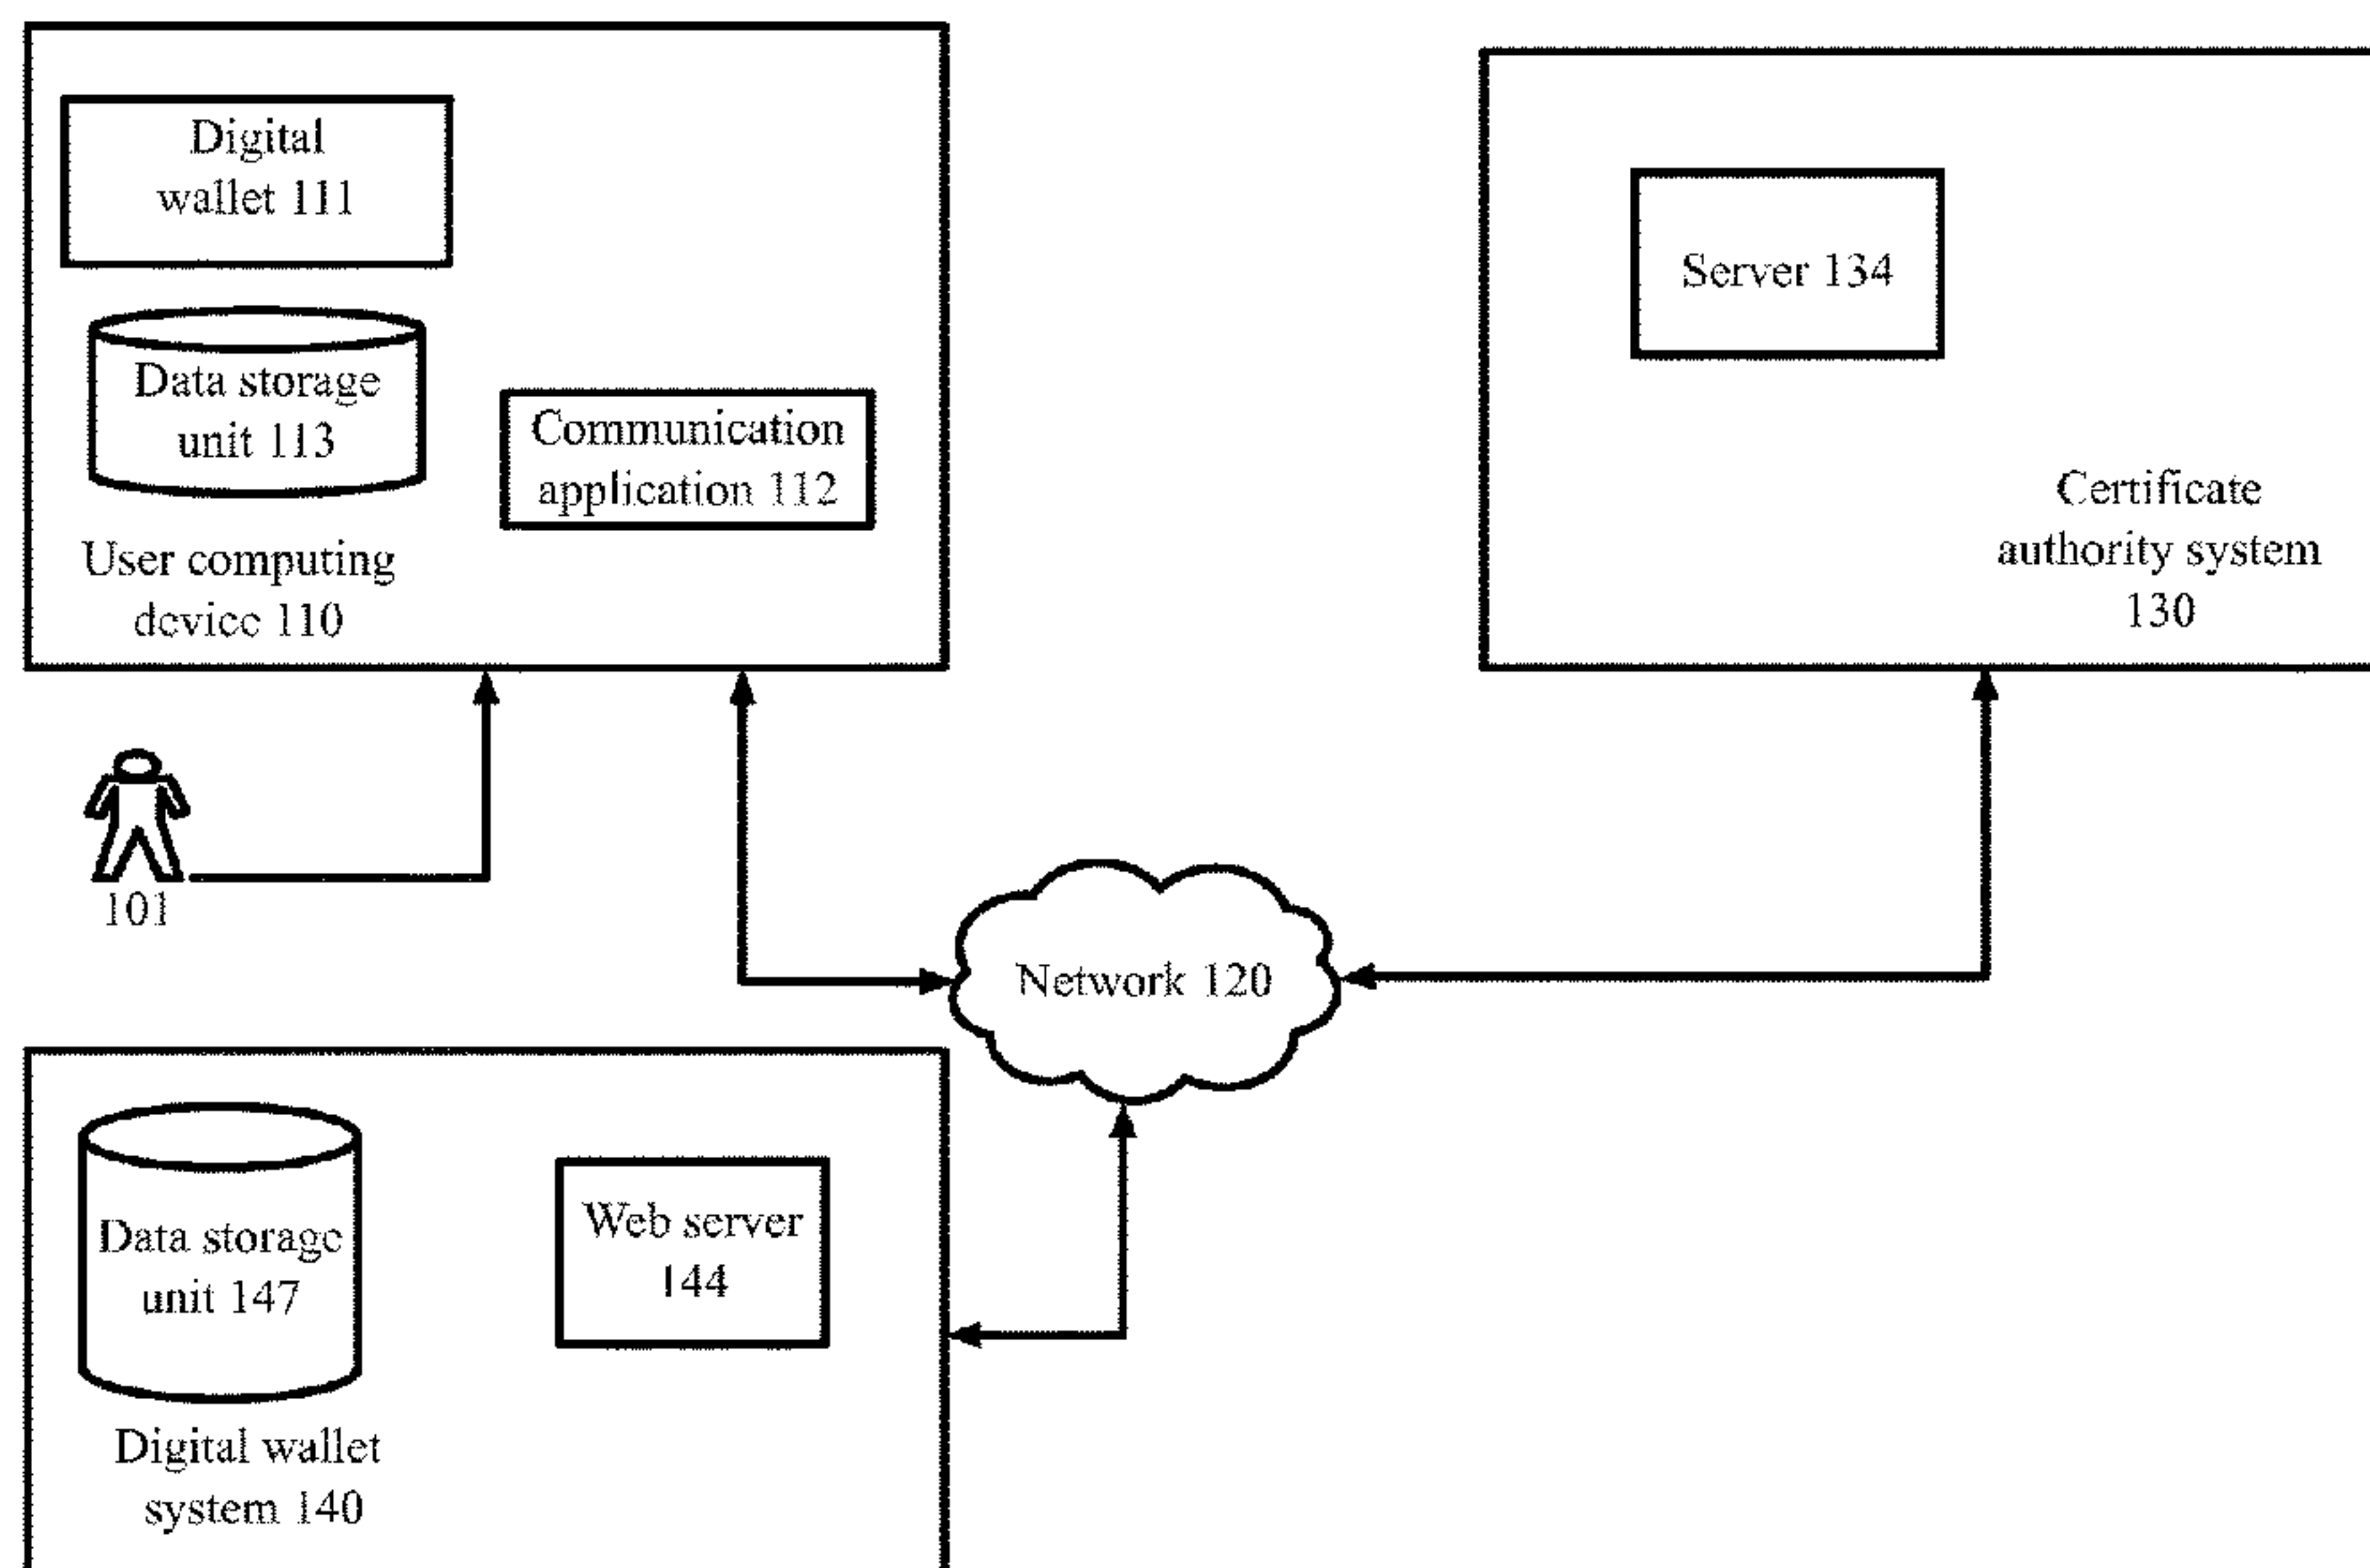 Digital
wallet 111
Data storage
unit 113
Communication
application 112
User computing
device 110
Server 134
Certificate
authority system
130
101
Network 120
Data storage
unit 147
Web server
144
Digital wallet
system 140